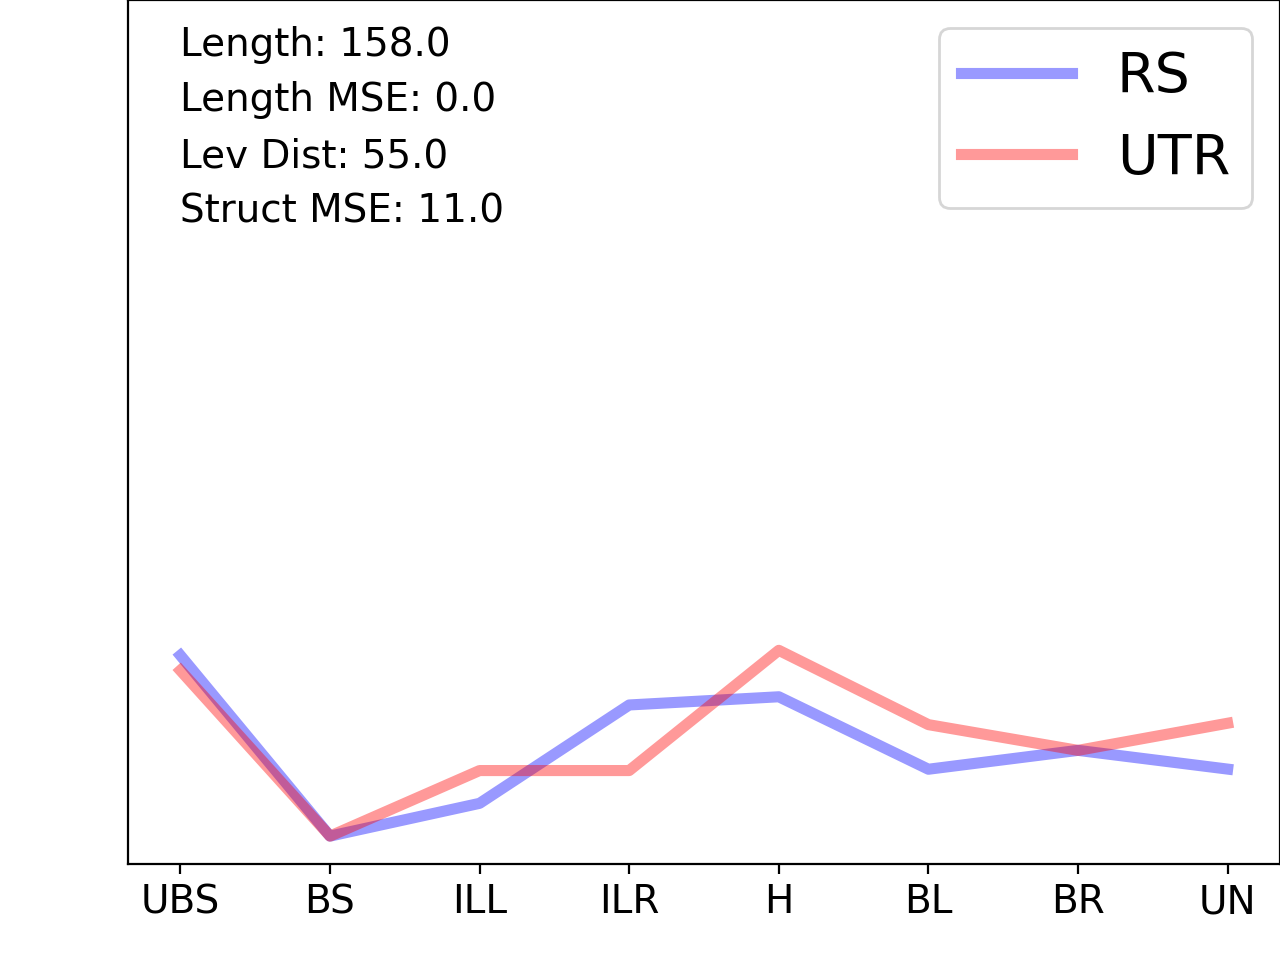 Length: 158.0
Length MSE: 0.0
Lev Dist: 55.0
Struct MSE: 11.0
RS
UTR
UBS BS ILL ILR H BL BR UN